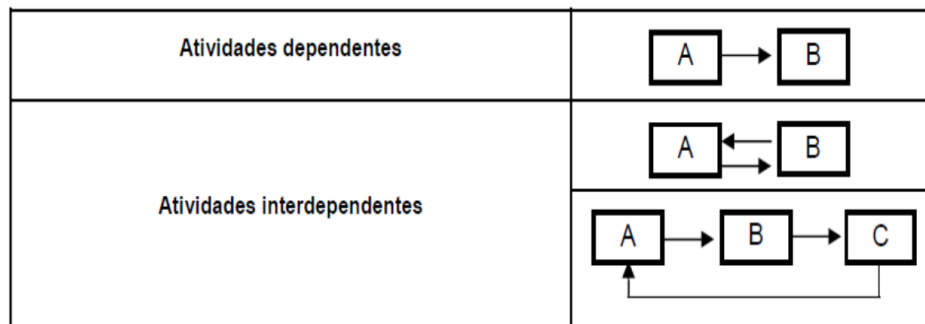 Atividades dependentes
A B
A B
Atividades interdependentes
A B C